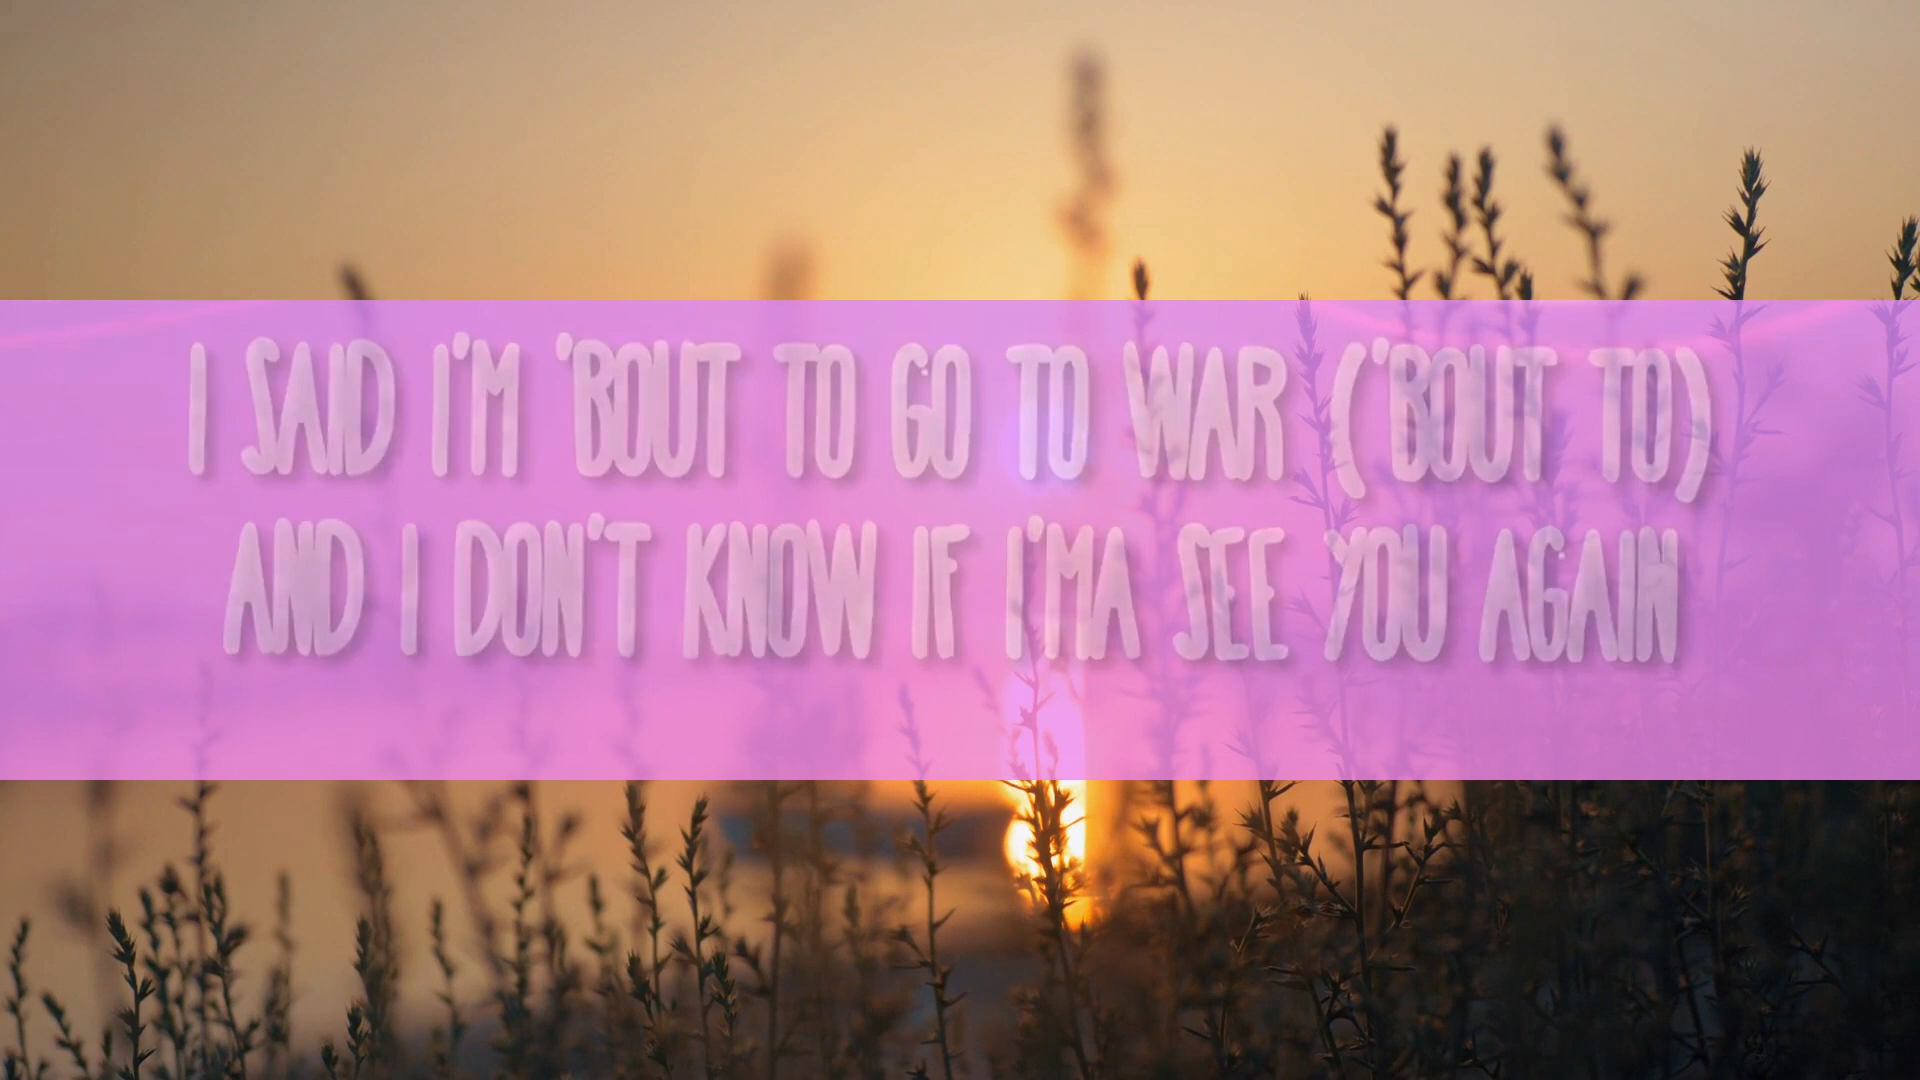 I SAID I'M 'BOUT TO GO TO WAR ('BOUT TO)
AND I DON'T KNOW IF I'MA SEE YOU AGAIN